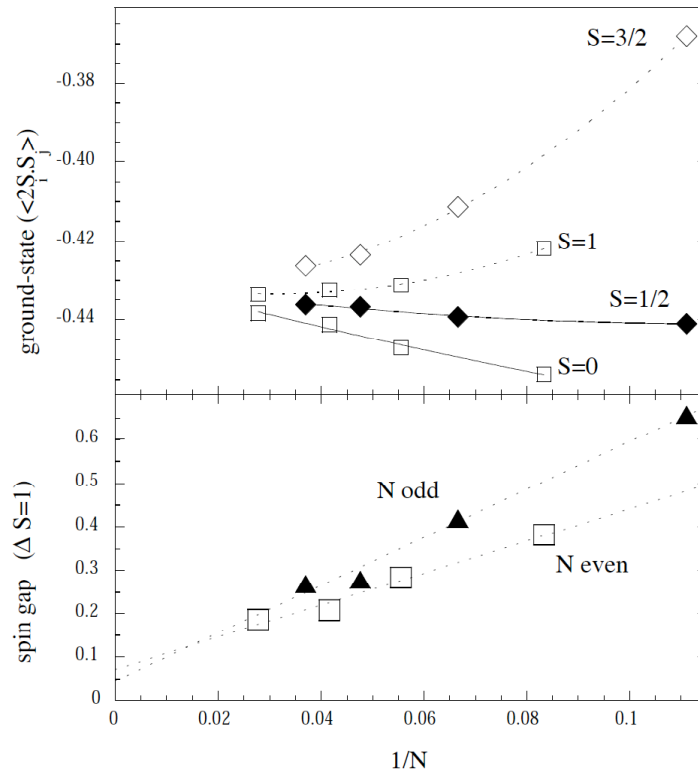 ground-state (<2S.S>)
i j
-0.38
-0.40
-0.42
-0.44
S=3/2
S=1
S=1/2
S=0
spin gap (Δ S=1)
0.6
0.5
0.4
0.3
0.2
0.1
0
N odd
N even
0 0.02 0.04 0.06 0.08 0.1
1/N